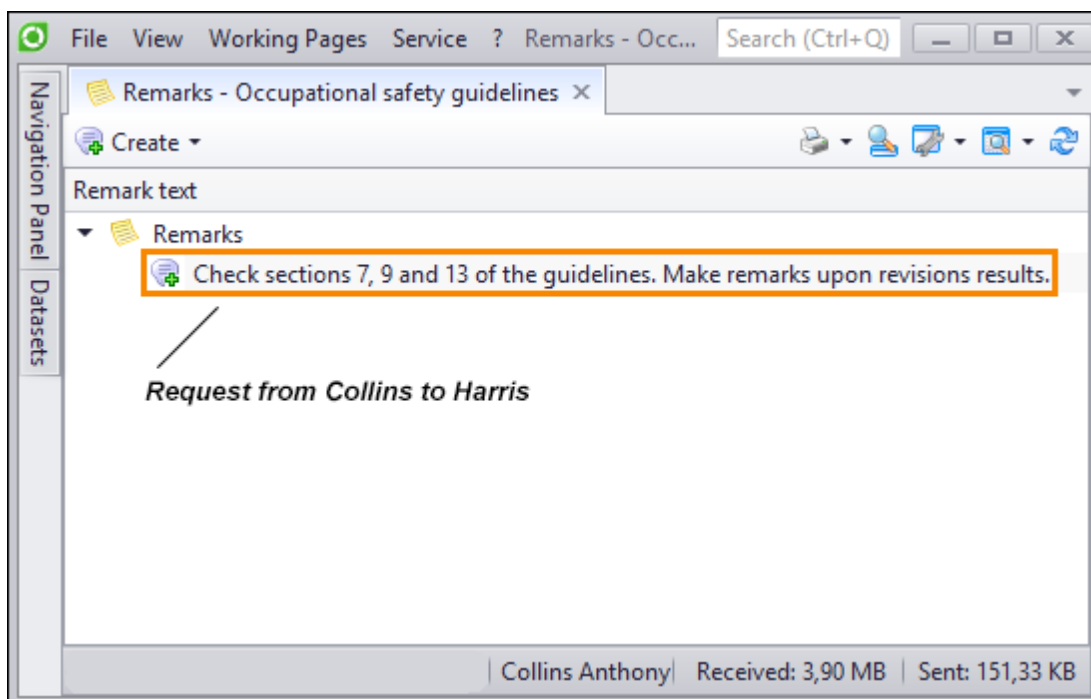 File View Working Pages Service ? Remarks - Occ... Search (Ctrl+Q)
Navigation Panel
Datasets
Remarks - Occupational safety guidelines
Create
Remark text
Remarks
Check sections 7, 9 and 13 of the guidelines. Make remarks upon revisions results.
Request from Collins to Harris
Collins Anthony Received: 3,90 MB Sent: 151,33 KB